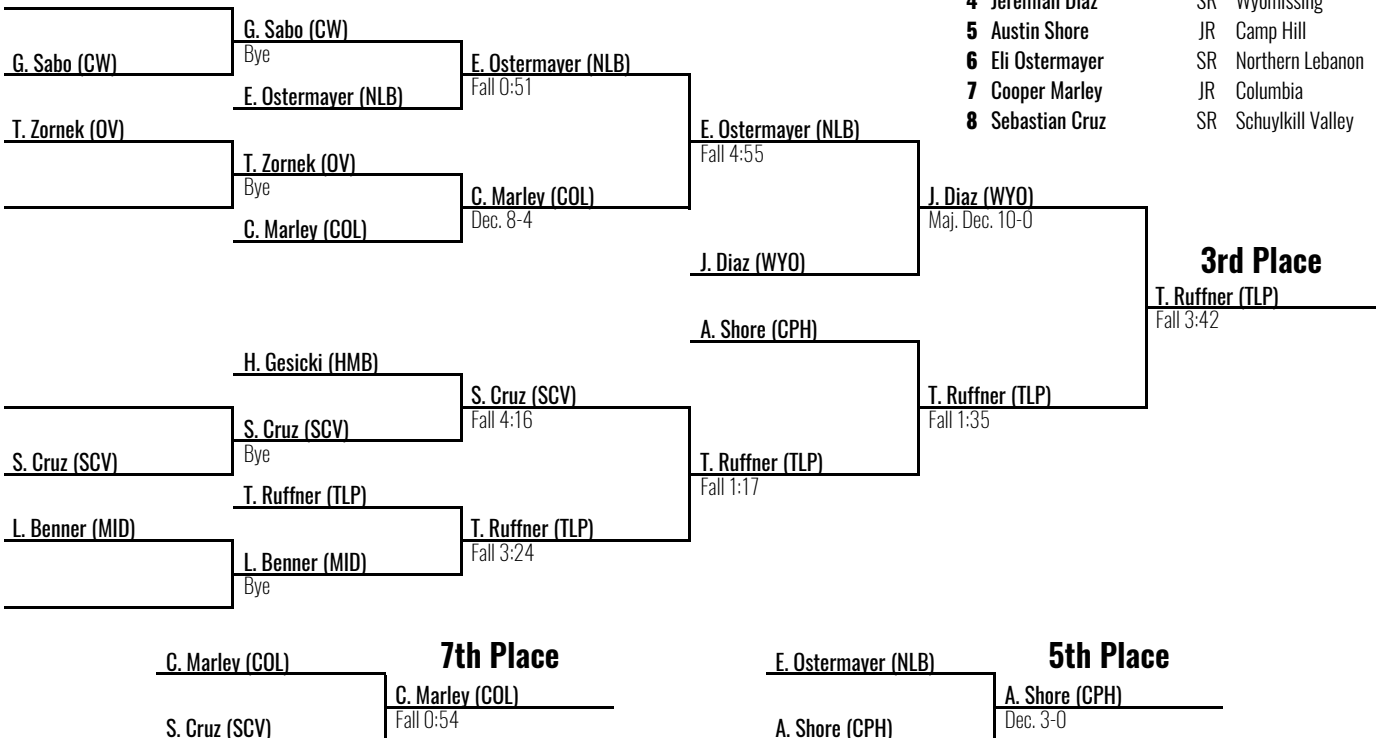 4 Jeremiah Diaz SR Wyomissing
5 Austin Shore JR Camp Hill
6 Eli Ostermayer SR Northern Lebanon
7 Cooper Marley JR Columbia
8 Sebastian Cruz SR Schuylkill Valley
G. Sabo (CW)
G. Sabo (CW)
Bye
E. Ostermayer (NLB)
E. Ostermayer (NLB)
Fall 0:51
T. Zornek (OV)
T. Zornek (OV)
Bye
C. Marley (COL)
C. Marley (COL)
Dec. 8-4
E. Ostermayer (NLB)
Fall 4:55
J. Diaz (WYO)
J. Diaz (WYO)
Maj. Dec. 10-0
3rd Place
T. Ruffner (TLP)
Fall 3:42
A. Shore (CPH)
H. Gesicki (HMB)
S. Cruz (SCV)
Fall 4:16
S. Cruz (SCV)
Bye
S. Cruz (SCV)
T. Ruffner (TLP)
Fall 1:35
T. Ruffner (TLP)
Fall 1:17
T. Ruffner (TLP)
T. Ruffner (TLP)
Fall 3:24
L. Benner (MID)
L. Benner (MID)
Bye
7th Place
C. Marley (COL)
C. Marley (COL)
Fall 0:54
S. Cruz (SCV)
5th Place
E. Ostermayer (NLB)
A. Shore (CPH)
Dec. 3-0
A. Shore (CPH)